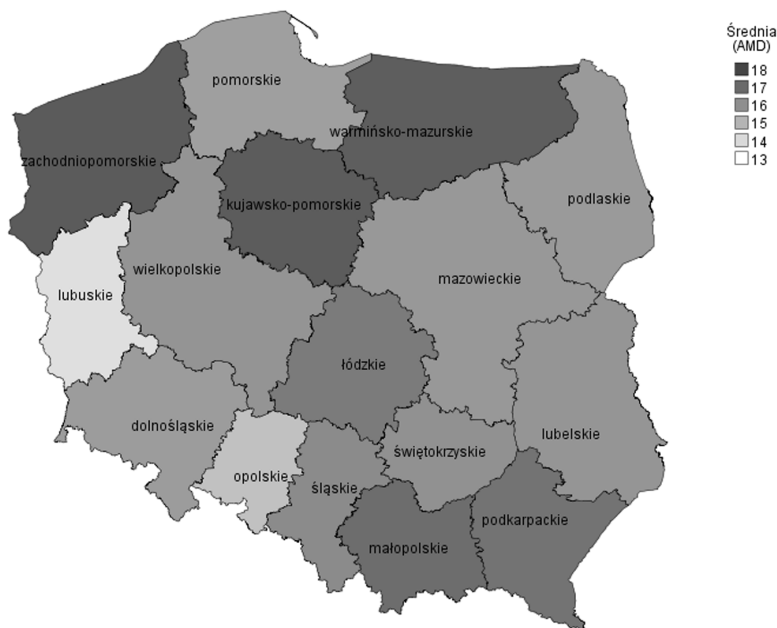 Średnia
(AMD)
18
17
16
15
14
13
pomorskie
warmińsko-mazurskie
zachodniopomorskie
podlaskie
kujawsko-pomorskie
wielkopolskie
mazowieckie
lubuskie
łódzkie
dolnośląskie
lubelskie
świętokrzyskie
opolskie
śląskie
podkarpackie
małopolskie